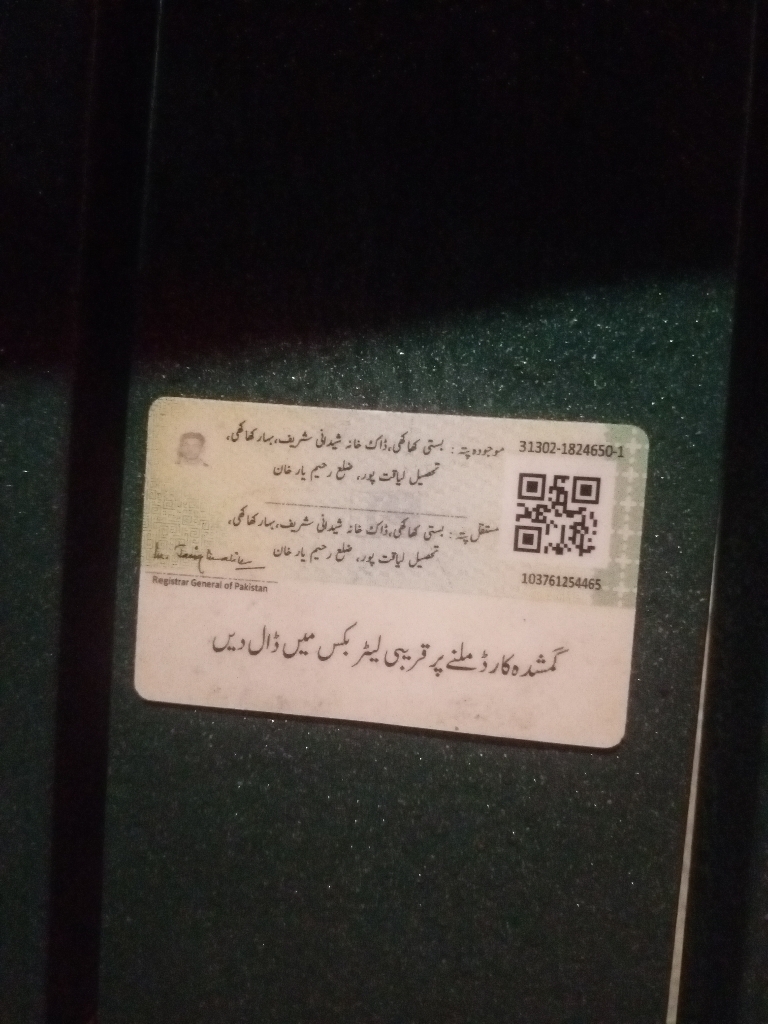 31302-1824650-1
موجودہ پتہ : بستی کھاکھی، ڈاک خانہ شیدانی شریف، بہار کھاکھی،
تحصیل لیاقت پور، ضلع رحیم یار خان
مستقل پتہ : بستی کھاکھی، ڈاک خانہ شیدانی شریف، بہار کھاکھی،
تحصیل لیاقت پور، ضلع رحیم یار خان
103761254465
Registrar General of Pakistan
گمشدہ کارڈ ملنے پر قریبی لیٹر بکس میں ڈال دیں